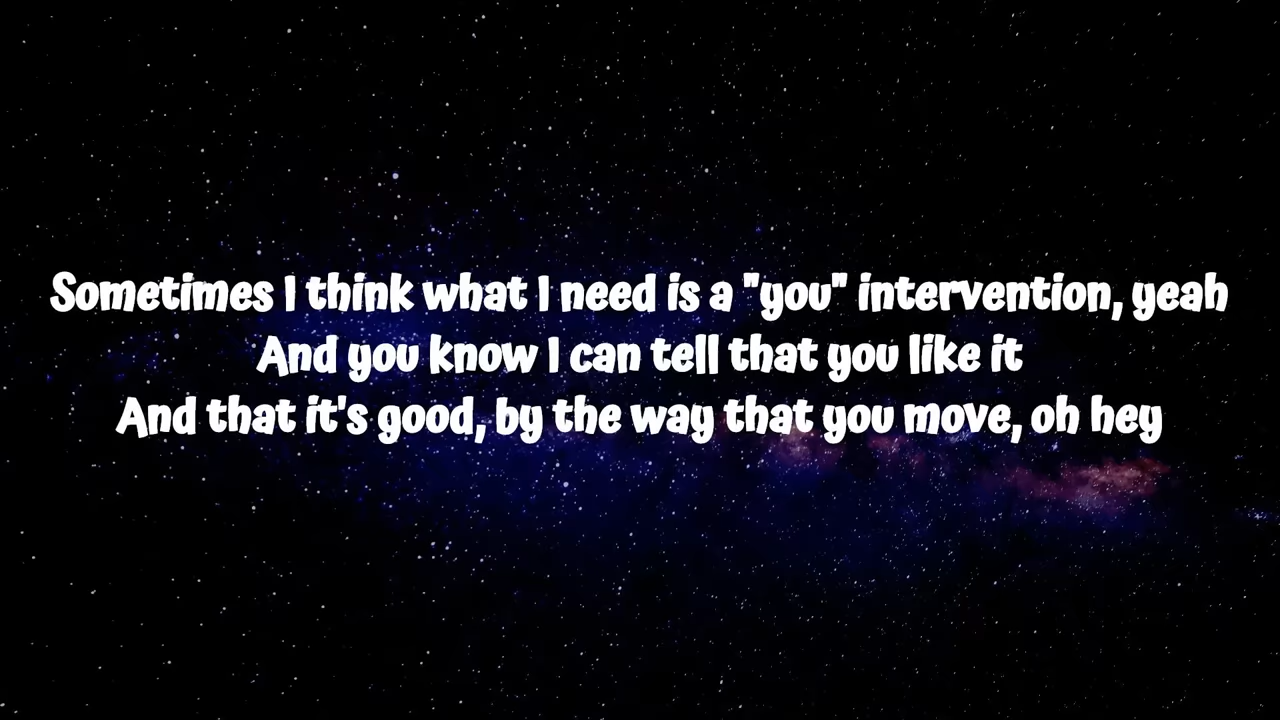 Sometimes I think what I need is a "you" intervention, yeah
And you know I can tell that you like it
And that it's good, by the way that you move, oh hey